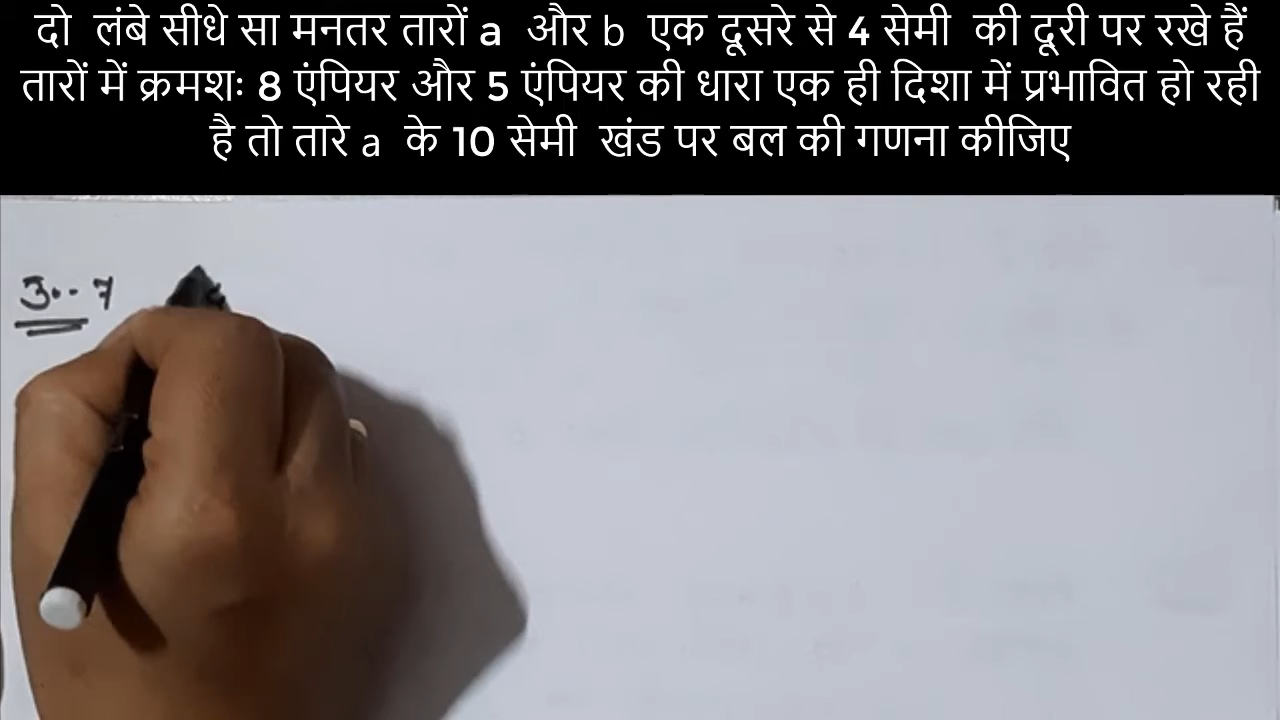 दो लंबे सीधे सा मनतर तारों a और b एक दूसरे से 4 सेमी की दूरी पर रखे हैं
तारों में क्रमशः 8 एंपियर और 5 एंपियर की धारा एक ही दिशा में प्रभावित हो रही
है तो तारे a के 10 सेमी खंड पर बल की गणना कीजिए
3.. 7